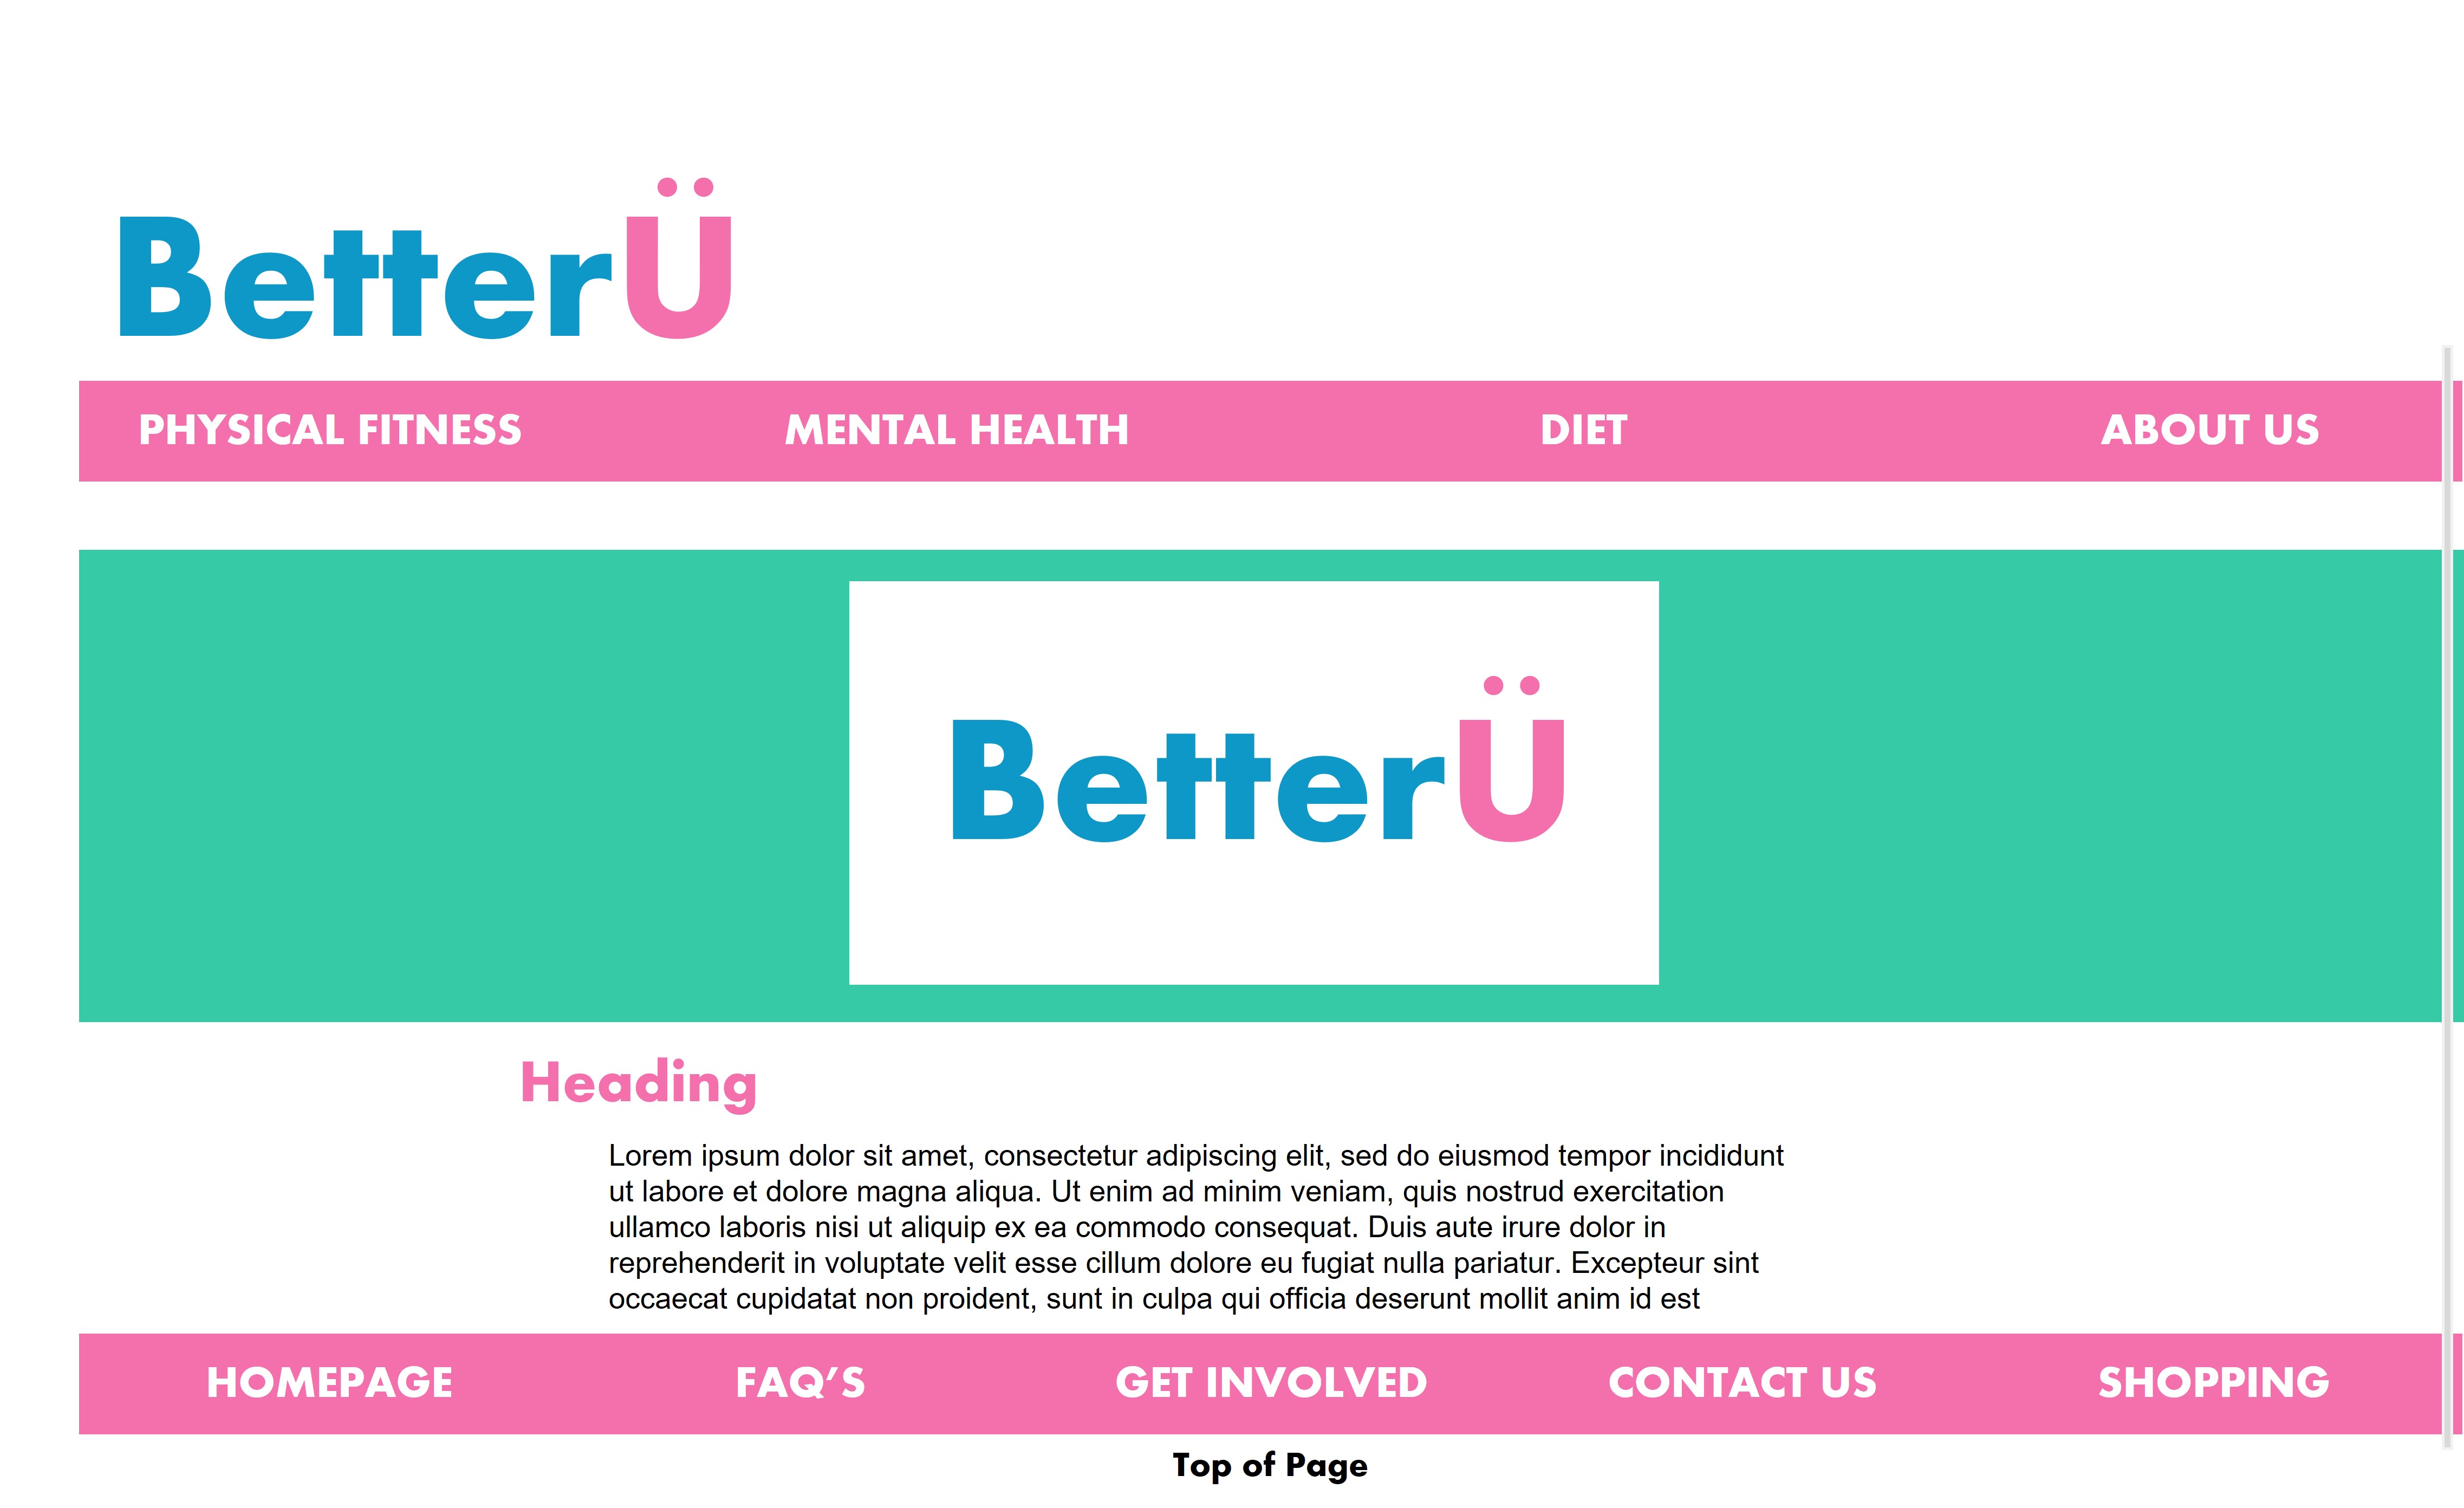 BetterÜ
PHYSICAL FITNESS MENTAL HEALTH DIET ABOUT US
BetterÜ
Heading
Lorem ipsum dolor sit amet, consectetur adipiscing elit, sed do eiusmod tempor incididunt
ut labore et dolore magna aliqua. Ut enim ad minim veniam, quis nostrud exercitation
ullamco laboris nisi ut aliquip ex ea commodo consequat. Duis aute irure dolor in
reprehenderit in voluptate velit esse cillum dolore eu fugiat nulla pariatur. Excepteur sint
occaecat cupidatat non proident, sunt in culpa qui officia deserunt mollit anim id est
HOMEPAGE FAQ’S GET INVOLVED CONTACT US SHOPPING
Top of Page